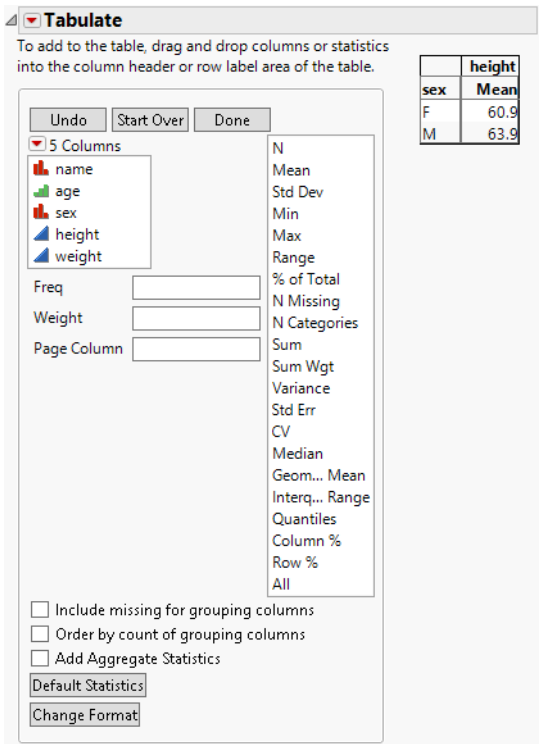 Tabulate
To add to the table, drag and drop columns or statistics
into the column header or row label area of the table.
Undo Start Over Done
5 Columns
name
age
sex
height
weight
Freq
Weight
Page Column
N
Mean
Std Dev
Min
Max
Range
% of Total
N Missing
N Categories
Sum
Sum Wgt
Variance
Std Err
CV
Median
Geom... Mean
Interq... Range
Quantiles
Column %
Row %
All
Include missing for grouping columns
Order by count of grouping columns
Add Aggregate Statistics
Default Statistics
Change Format
height
sex Mean
F 60.9
M 63.9